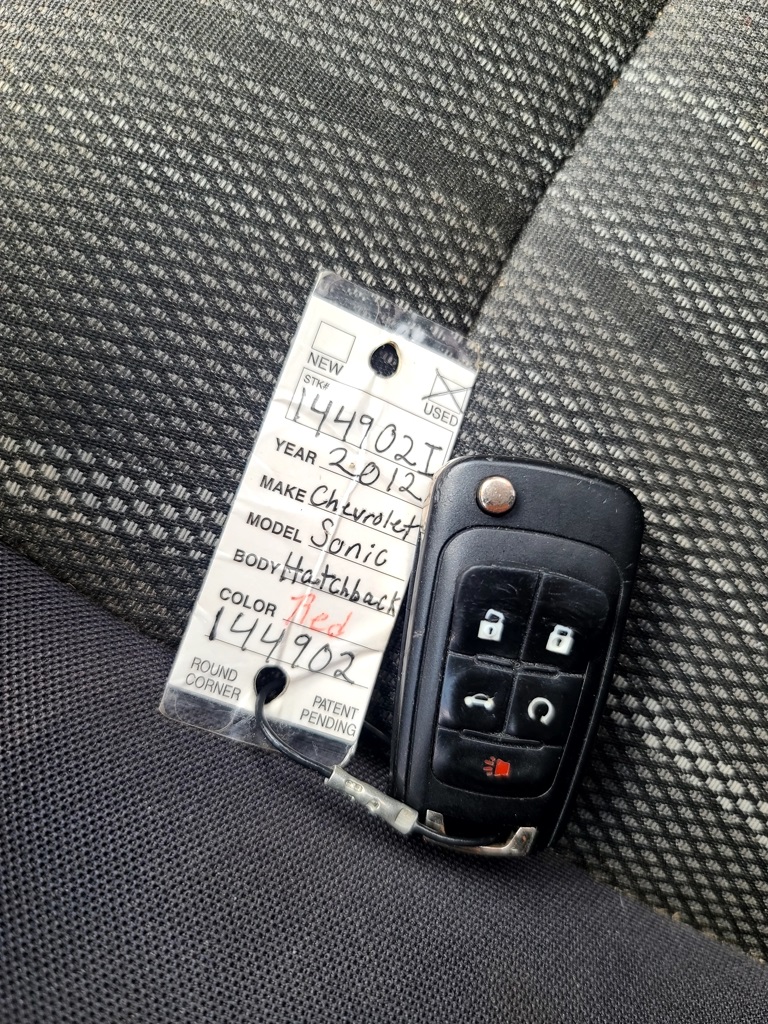 NEW
USED
STK#
144902I
YEAR 2012
MAKE Chevrolet
MODEL Sonic
BODY Hatchback
COLOR Red
144902
ROUND CORNER
PATENT PENDING